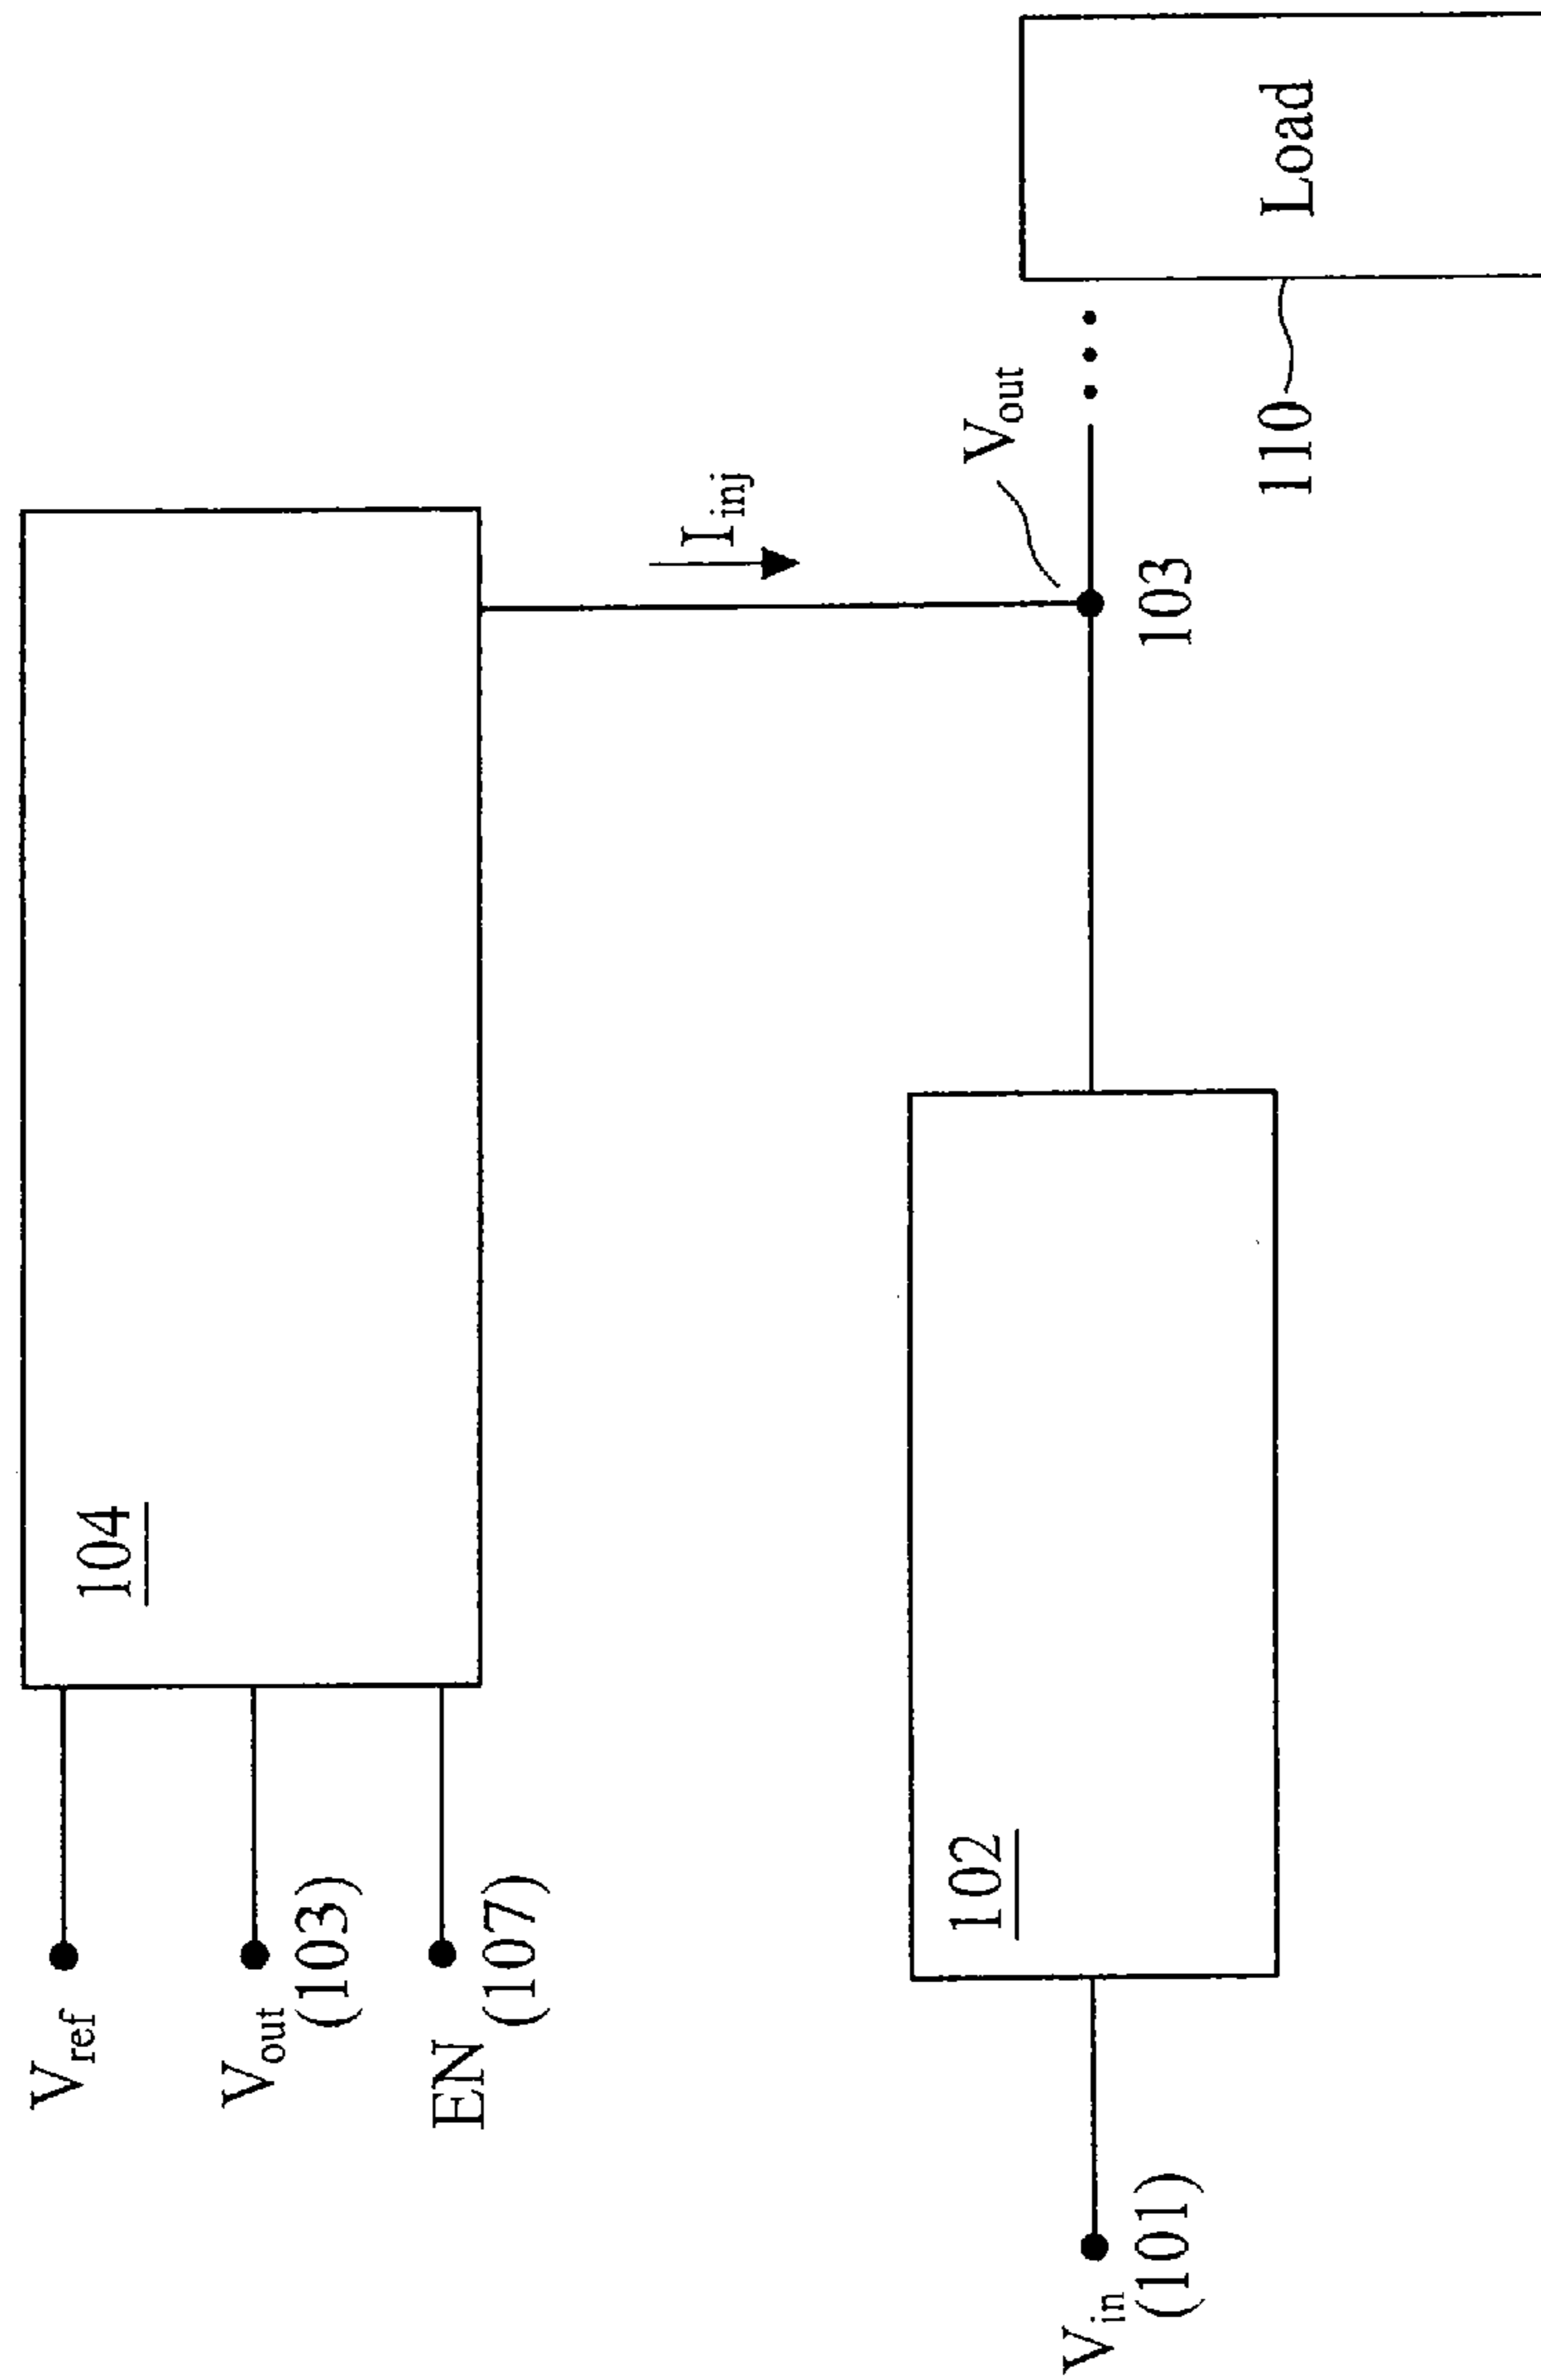 V_ref
V_out
(103)
EN
(107)
104
I_inj
V_out
103
V_in
(101)
102
110
Load